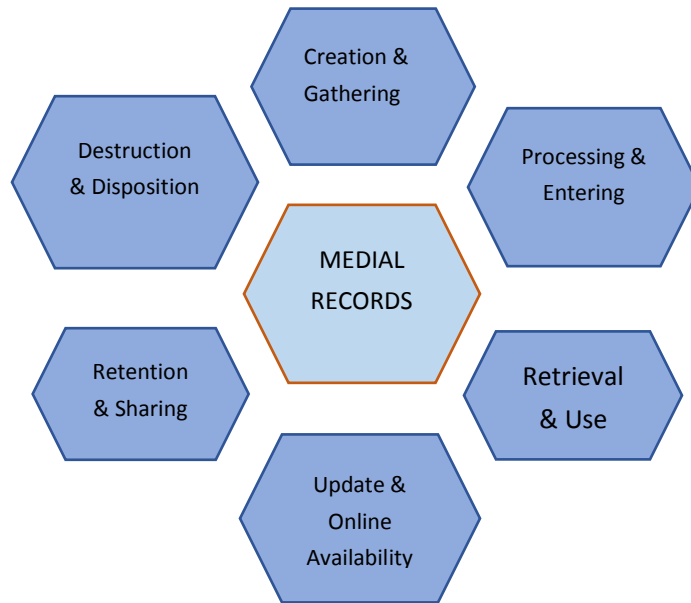 Creation &
Gathering
Processing &
Entering
Retrieval
& Use
Update &
Online
Availability
Retention
& Sharing
Destruction
& Disposition
MEDIAL
RECORDS